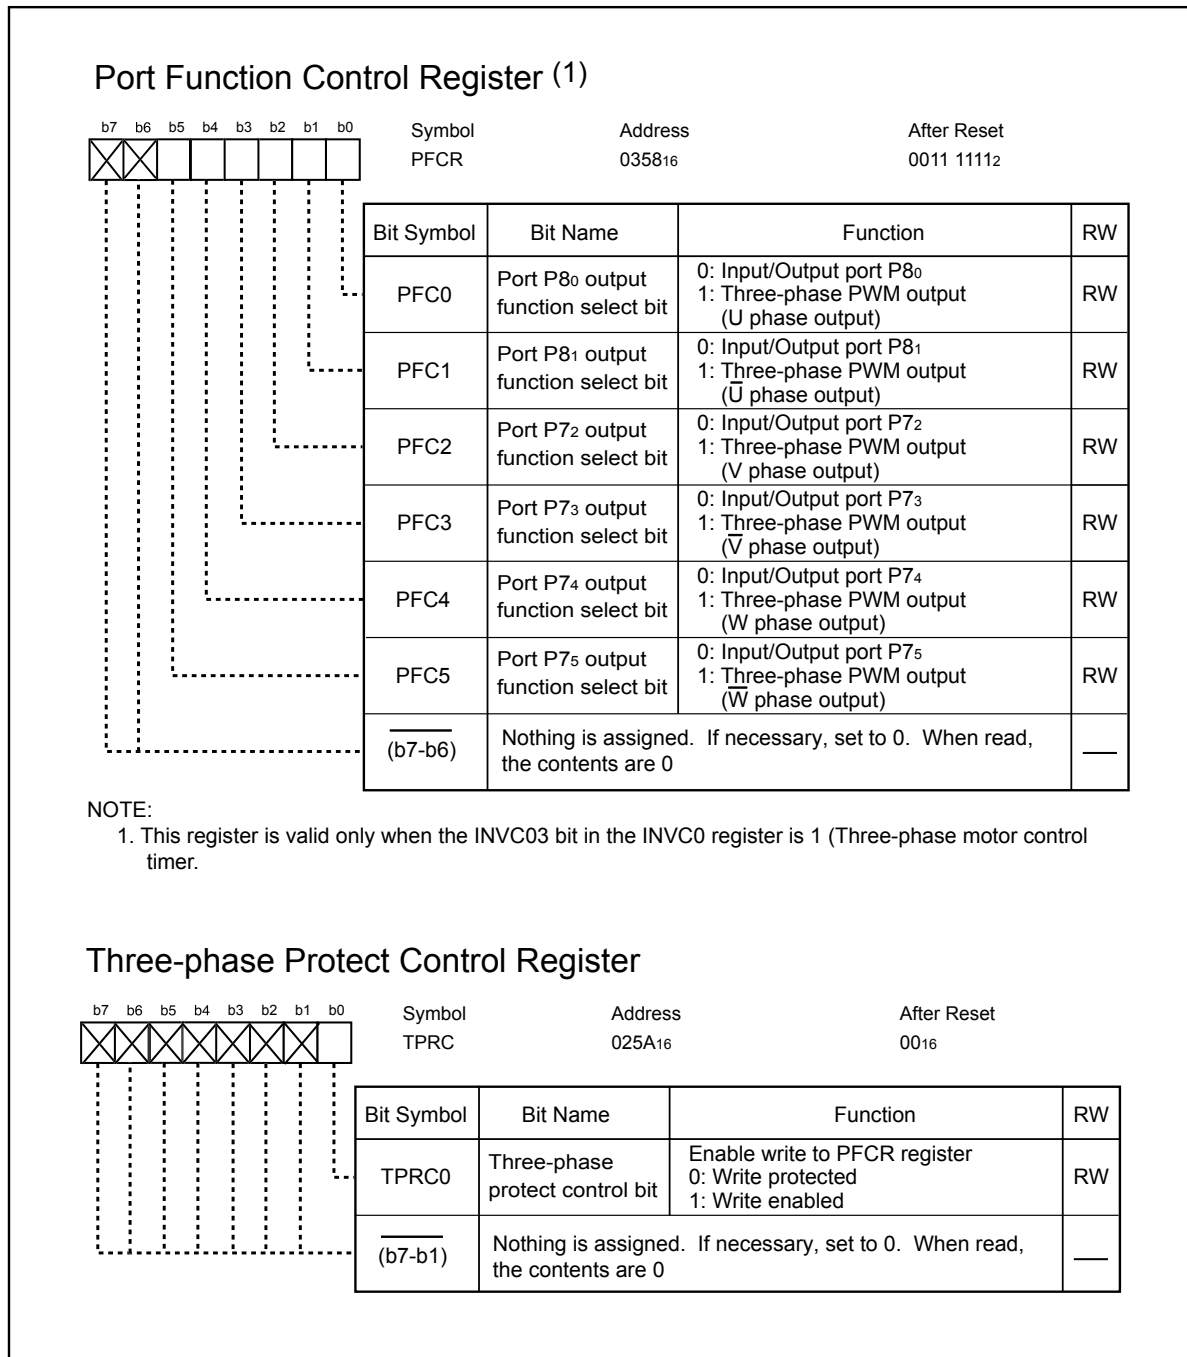 Port Function Control Register (1)
b7 b6 b5 b4 b3 b2 b1 b0
Symbol Address After Reset
PFCR 035816 0011 11112
Bit Symbol Bit Name Function RW
PFC0 Port P80 output function select bit 0: Input/Output port P80
1: Three-phase PWM output
(U phase output) RW
PFC1 Port P81 output function select bit 0: Input/Output port P81
1: Three-phase PWM output
(U̅ phase output) RW
PFC2 Port P72 output function select bit 0: Input/Output port P72
1: Three-phase PWM output
(V phase output) RW
PFC3 Port P73 output function select bit 0: Input/Output port P73
1: Three-phase PWM output
(V̅ phase output) RW
PFC4 Port P74 output function select bit 0: Input/Output port P74
1: Three-phase PWM output
(W phase output) RW
PFC5 Port P75 output function select bit 0: Input/Output port P75
1: Three-phase PWM output
(W̅ phase output) RW
(b7-b6) Nothing is assigned. If necessary, set to 0. When read,
the contents are 0
NOTE:
1. This register is valid only when the INVC03 bit in the INVC0 register is 1 (Three-phase motor control
timer.
Three-phase Protect Control Register
b7 b6 b5 b4 b3 b2 b1 b0
Symbol Address After Reset
TPRC 025A16 0016
Bit Symbol Bit Name Function RW
TPRC0 Three-phase protect control bit Enable write to PFCR register
0: Write protected
1: Write enabled RW
(b7-b1) Nothing is assigned. If necessary, set to 0. When read,
the contents are 0